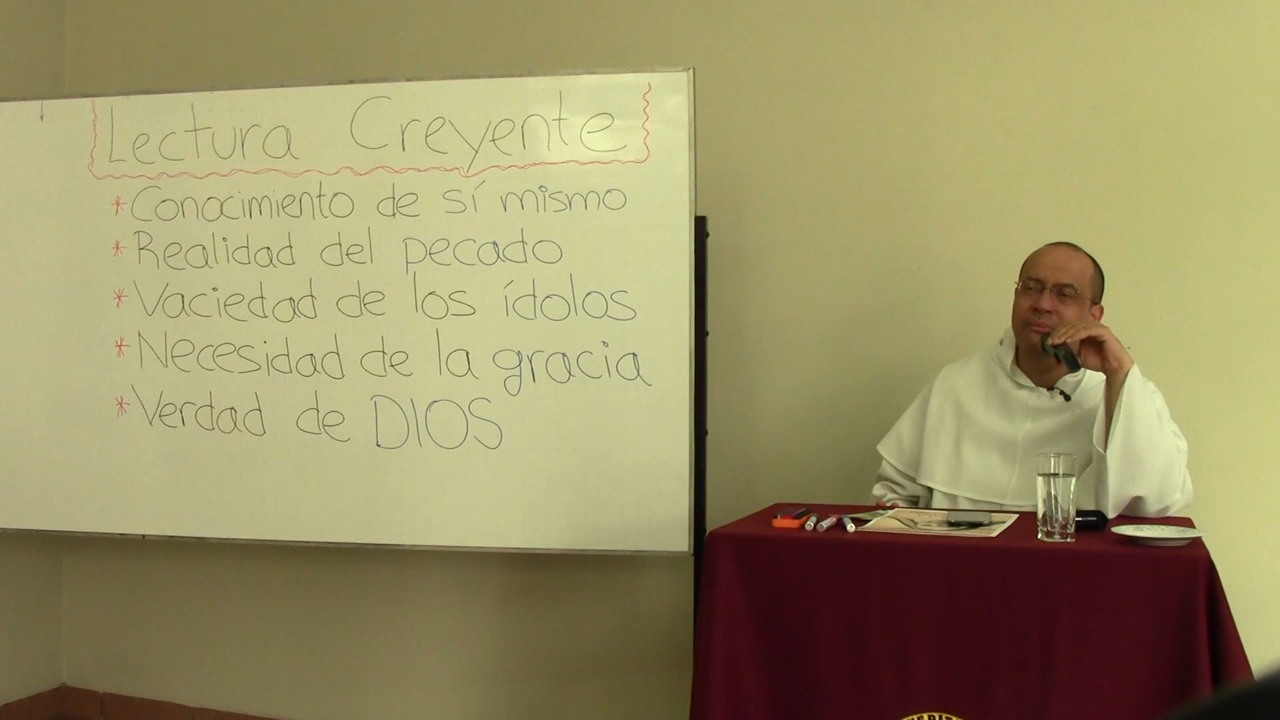 Lectura Creyente
* Conocimiento de sí mismo
* Realidad del pecado
* Vaciedad de los ídolos
* Necesidad de la gracia
* Verdad de DIOS